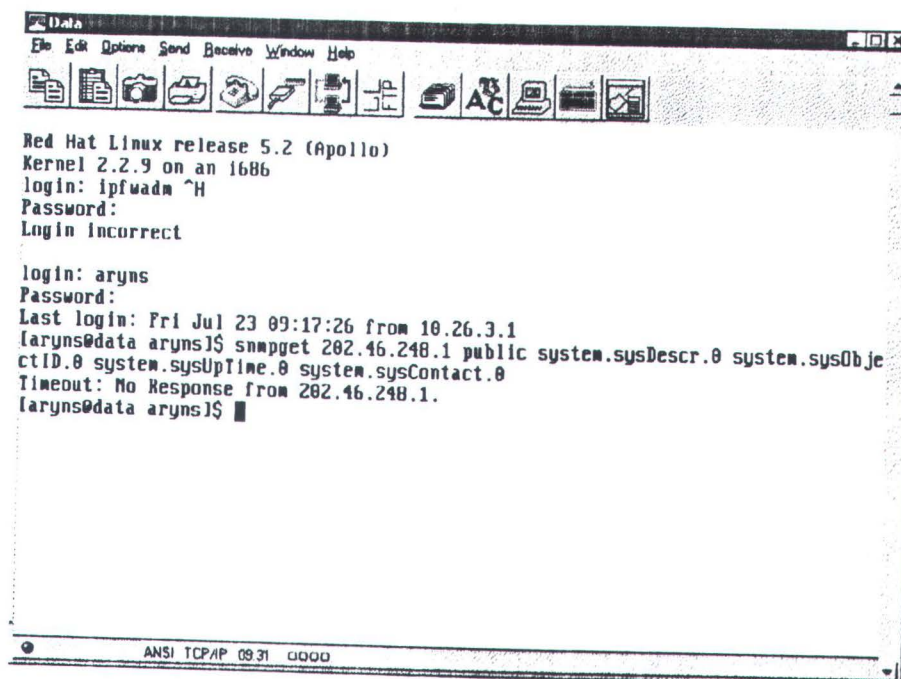 Data
File Edit Options Send Receive Window Help
Red Hat Linux release 5.2 (Apollo)
Kernel 2.2.9 on an i686
login: ipfwadm ^H
Password:
Login incorrect
login: aryns
Password:
Last login: Fri Jul 23 09:17:26 from 10.26.3.1
[aryns@data aryns]$ snmpget 202.46.248.1 public system.sysDescr.0 system.sysObje
ctID.0 system.sysUpTime.0 system.sysContact.0
Timeout: No Response from 202.46.248.1.
[aryns@data aryns]$
ANSI TCP/IP 09:31